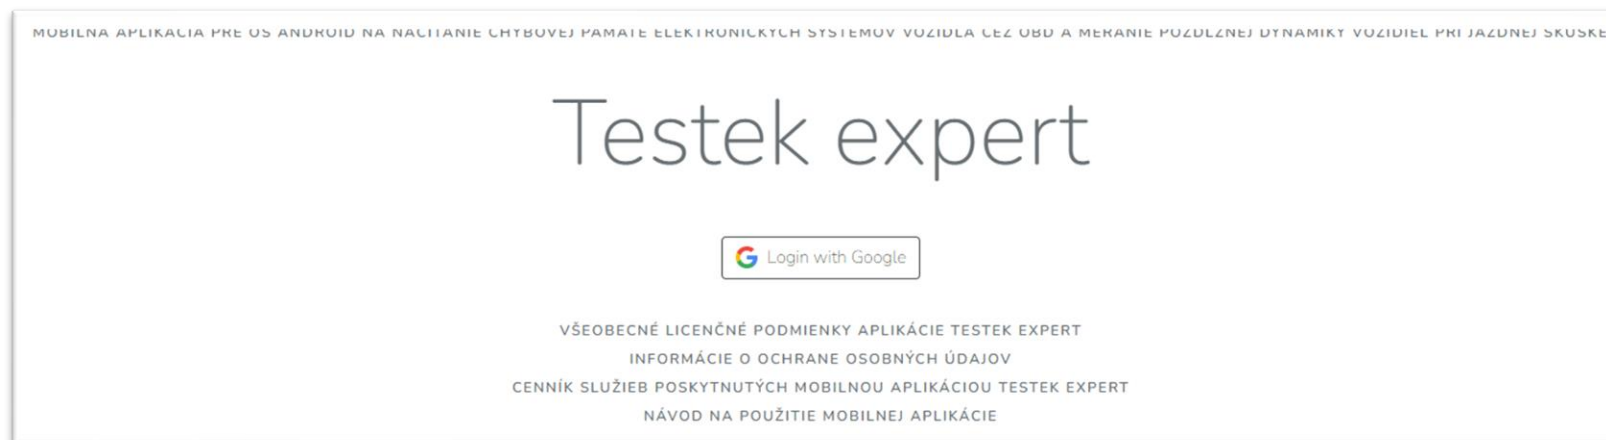 MOBILNÁ APLIKÁCIA PRE OS ANDROID NA NAČÍTANIE CHYBOVEJ PAMÄTE ELEKTRONICKÝCH SYSTÉMOV VOZIDLA CEZ OBD A MERANIE POZDĹŽNEJ DYNAMIKY VOZIDIEL PRI JAZDNEJ SKÚŠKE
Testek expert
Login with Google
VŠEOBECNÉ LICENČNÉ PODMIENKY APLIKÁCIE TESTEK EXPERT
INFORMÁCIE O OCHRANE OSOBNÝCH ÚDAJOV
CENNÍK SLUŽIEB POSKYTNUTÝCH MOBILNOU APLIKÁCIOU TESTEK EXPERT
NÁVOD NA POUŽITIE MOBILNEJ APLIKÁCIE